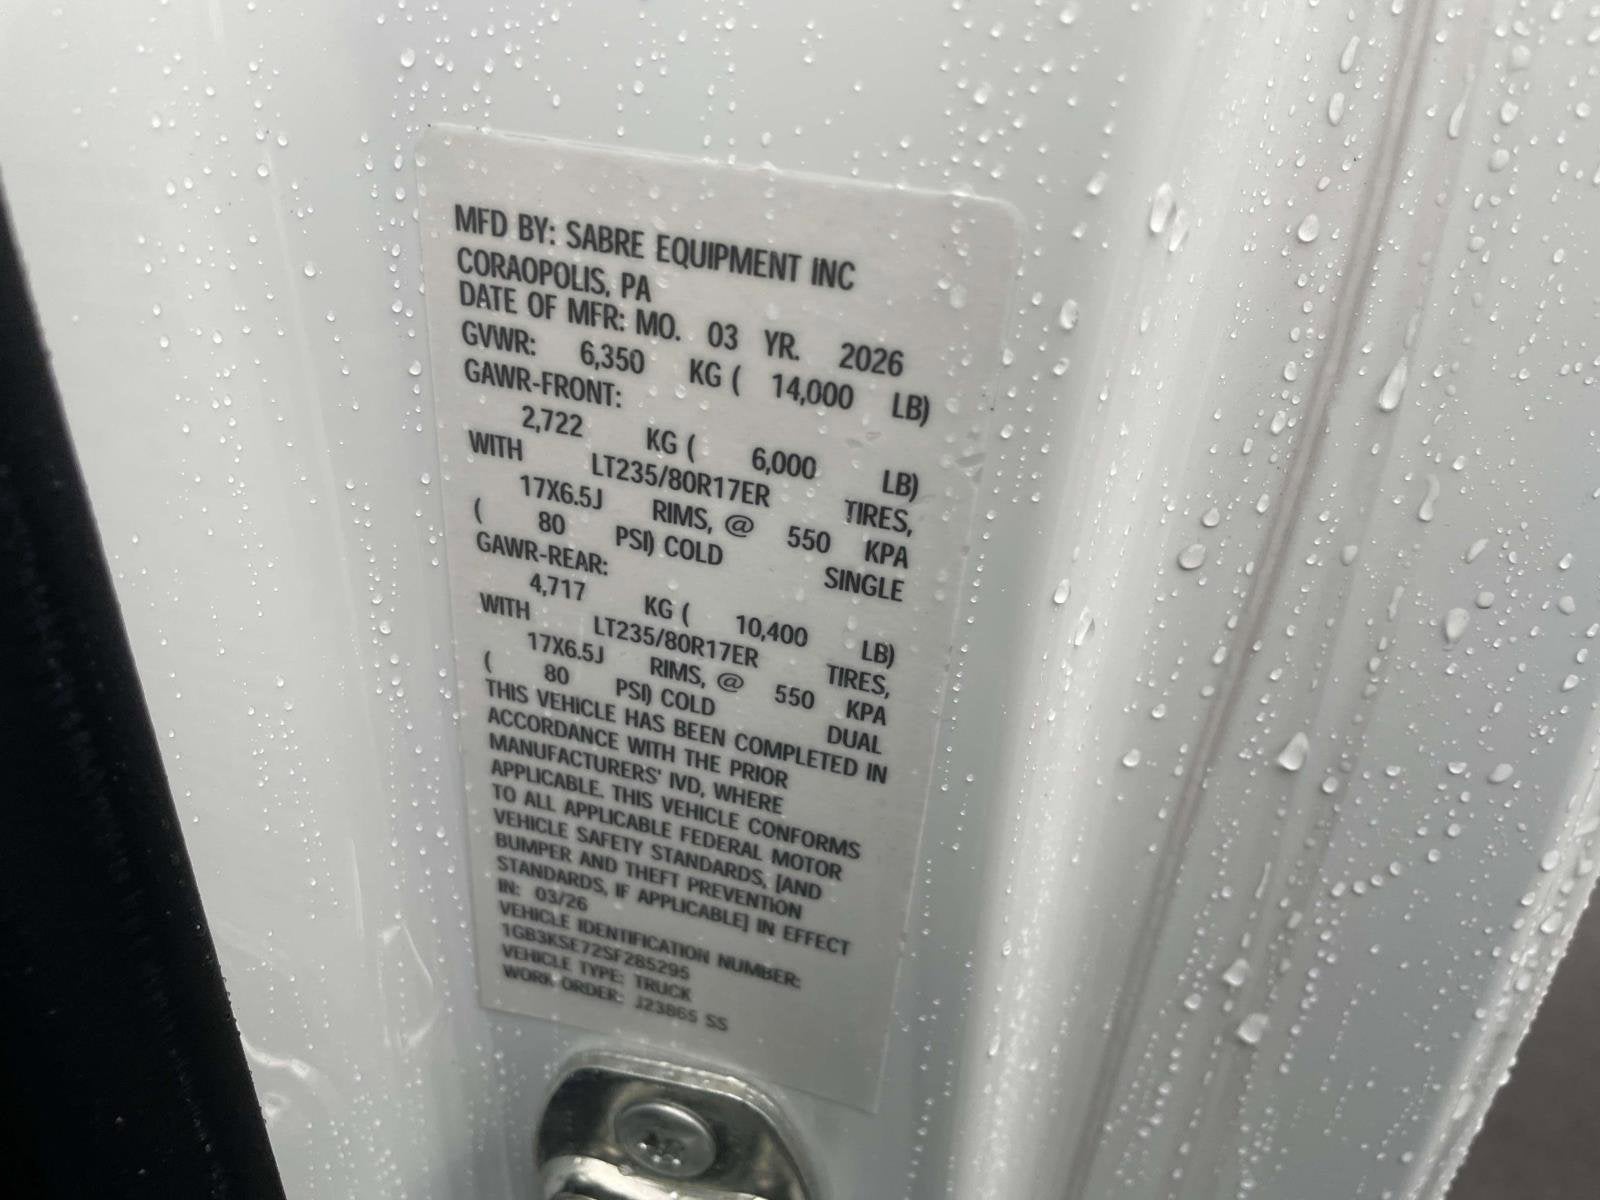 MFD BY: SABRE EQUIPMENT INC
CORAOPOLIS, PA
DATE OF MFR: MO. 03 YR. 2026
GVWR: 6,350 KG ( 14,000 LB)
GAWR-FRONT:
2,722 KG ( 6,000 LB)
WITH LT235/80R17ER TIRES,
17X6.5J RIMS, @ 550 KPA
( 80 PSI) COLD SINGLE
GAWR-REAR:
4,717 KG ( 10,400 LB)
WITH LT235/80R17ER TIRES,
17X6.5J RIMS, @ 550 KPA
( 80 PSI) COLD DUAL
THIS VEHICLE HAS BEEN COMPLETED IN
ACCORDANCE WITH THE PRIOR
MANUFACTURERS' IVD, WHERE
APPLICABLE. THIS VEHICLE CONFORMS
TO ALL APPLICABLE FEDERAL MOTOR
VEHICLE SAFETY STANDARDS, [AND
BUMPER AND THEFT PREVENTION
STANDARDS, IF APPLICABLE] IN EFFECT
IN: 03/26
VEHICLE IDENTIFICATION NUMBER:
1GB3KSE72SF285295
VEHICLE TYPE: TRUCK
WORK ORDER: J23865 SS